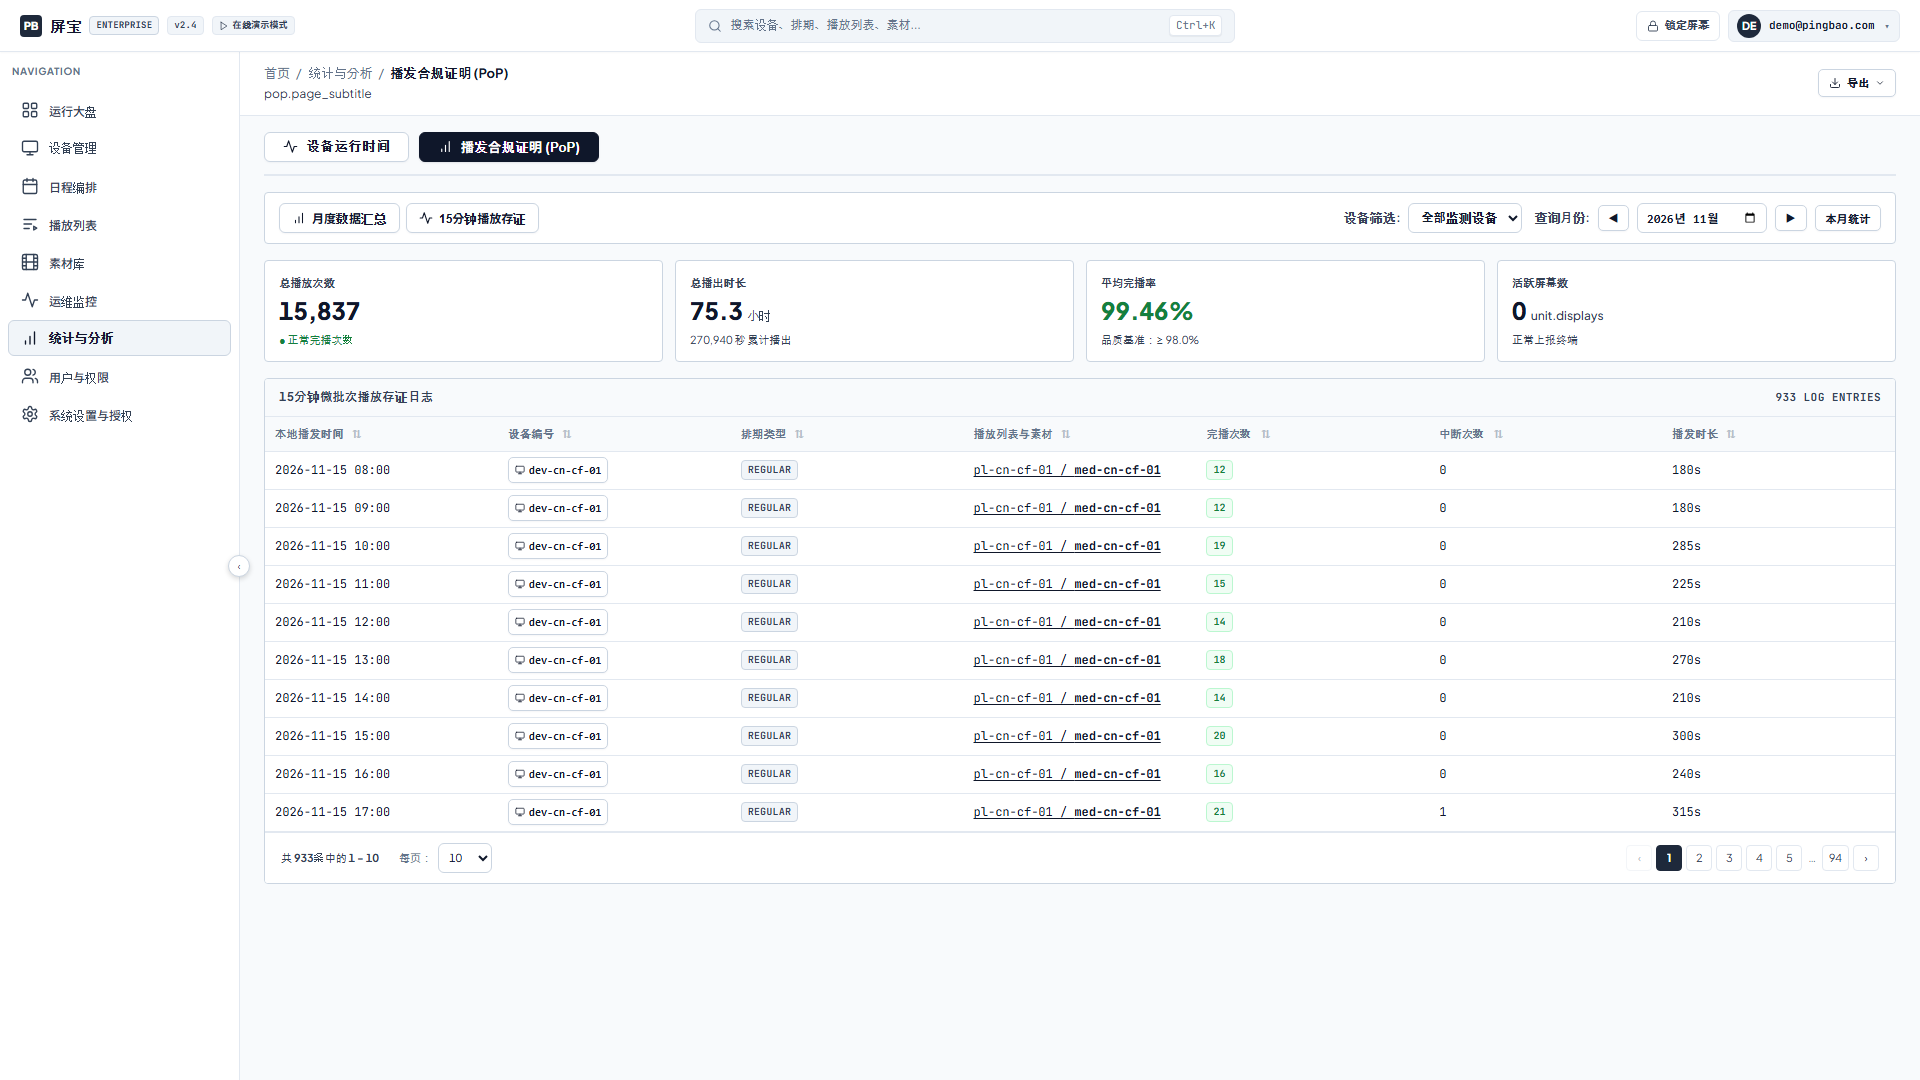 PB 屏宝 ENTERPRISE v2.4 在线演示模式
搜素设备、排期、播放列表、素材... Ctrl+K
锁定屏幕
DE demo@pingbao.com
NAVIGATION
运行大盘
设备管理
日程编排
播放列表
素材库
运维监控
统计与分析
用户与权限
系统设置与授权
首页 / 统计与分析 / 播发合规证明 (PoP)
pop.page_subtitle
导出
设备运行时间
播发合规证明 (PoP)
月度数据汇总
15分钟播放存证
设备筛选: 全部监测设备 查询月份: ◀ 2026年 11月 ▶ 本月统计
总播放次数
15,837
● 正常完播次数
总播出时长
75.3 小时
270,940 秒 累计播出
平均完播率
99.46%
品质基准：≥ 98.0%
活跃屏幕数
0 unit.displays
正常上报终端
15分钟微批次播放存证日志
933 LOG ENTRIES
本地播发时间 ⇅ 设备编号 ⇅ 排期类型 ⇅ 播放列表与素材 ⇅ 完播次数 ⇅ 中断次数 ⇅ 播发时长 ⇅
2026-11-15 08:00 dev-cn-cf-01 REGULAR pl-cn-cf-01 / med-cn-cf-01 12 0 180s
2026-11-15 09:00 dev-cn-cf-01 REGULAR pl-cn-cf-01 / med-cn-cf-01 12 0 180s
2026-11-15 10:00 dev-cn-cf-01 REGULAR pl-cn-cf-01 / med-cn-cf-01 19 0 285s
2026-11-15 11:00 dev-cn-cf-01 REGULAR pl-cn-cf-01 / med-cn-cf-01 15 0 225s
2026-11-15 12:00 dev-cn-cf-01 REGULAR pl-cn-cf-01 / med-cn-cf-01 14 0 210s
2026-11-15 13:00 dev-cn-cf-01 REGULAR pl-cn-cf-01 / med-cn-cf-01 18 0 270s
2026-11-15 14:00 dev-cn-cf-01 REGULAR pl-cn-cf-01 / med-cn-cf-01 14 0 210s
2026-11-15 15:00 dev-cn-cf-01 REGULAR pl-cn-cf-01 / med-cn-cf-01 20 0 300s
2026-11-15 16:00 dev-cn-cf-01 REGULAR pl-cn-cf-01 / med-cn-cf-01 16 0 240s
2026-11-15 17:00 dev-cn-cf-01 REGULAR pl-cn-cf-01 / med-cn-cf-01 21 1 315s
共 933条 中的 1 - 10 每页： 10
‹ 1 2 3 4 5 … 94 ›